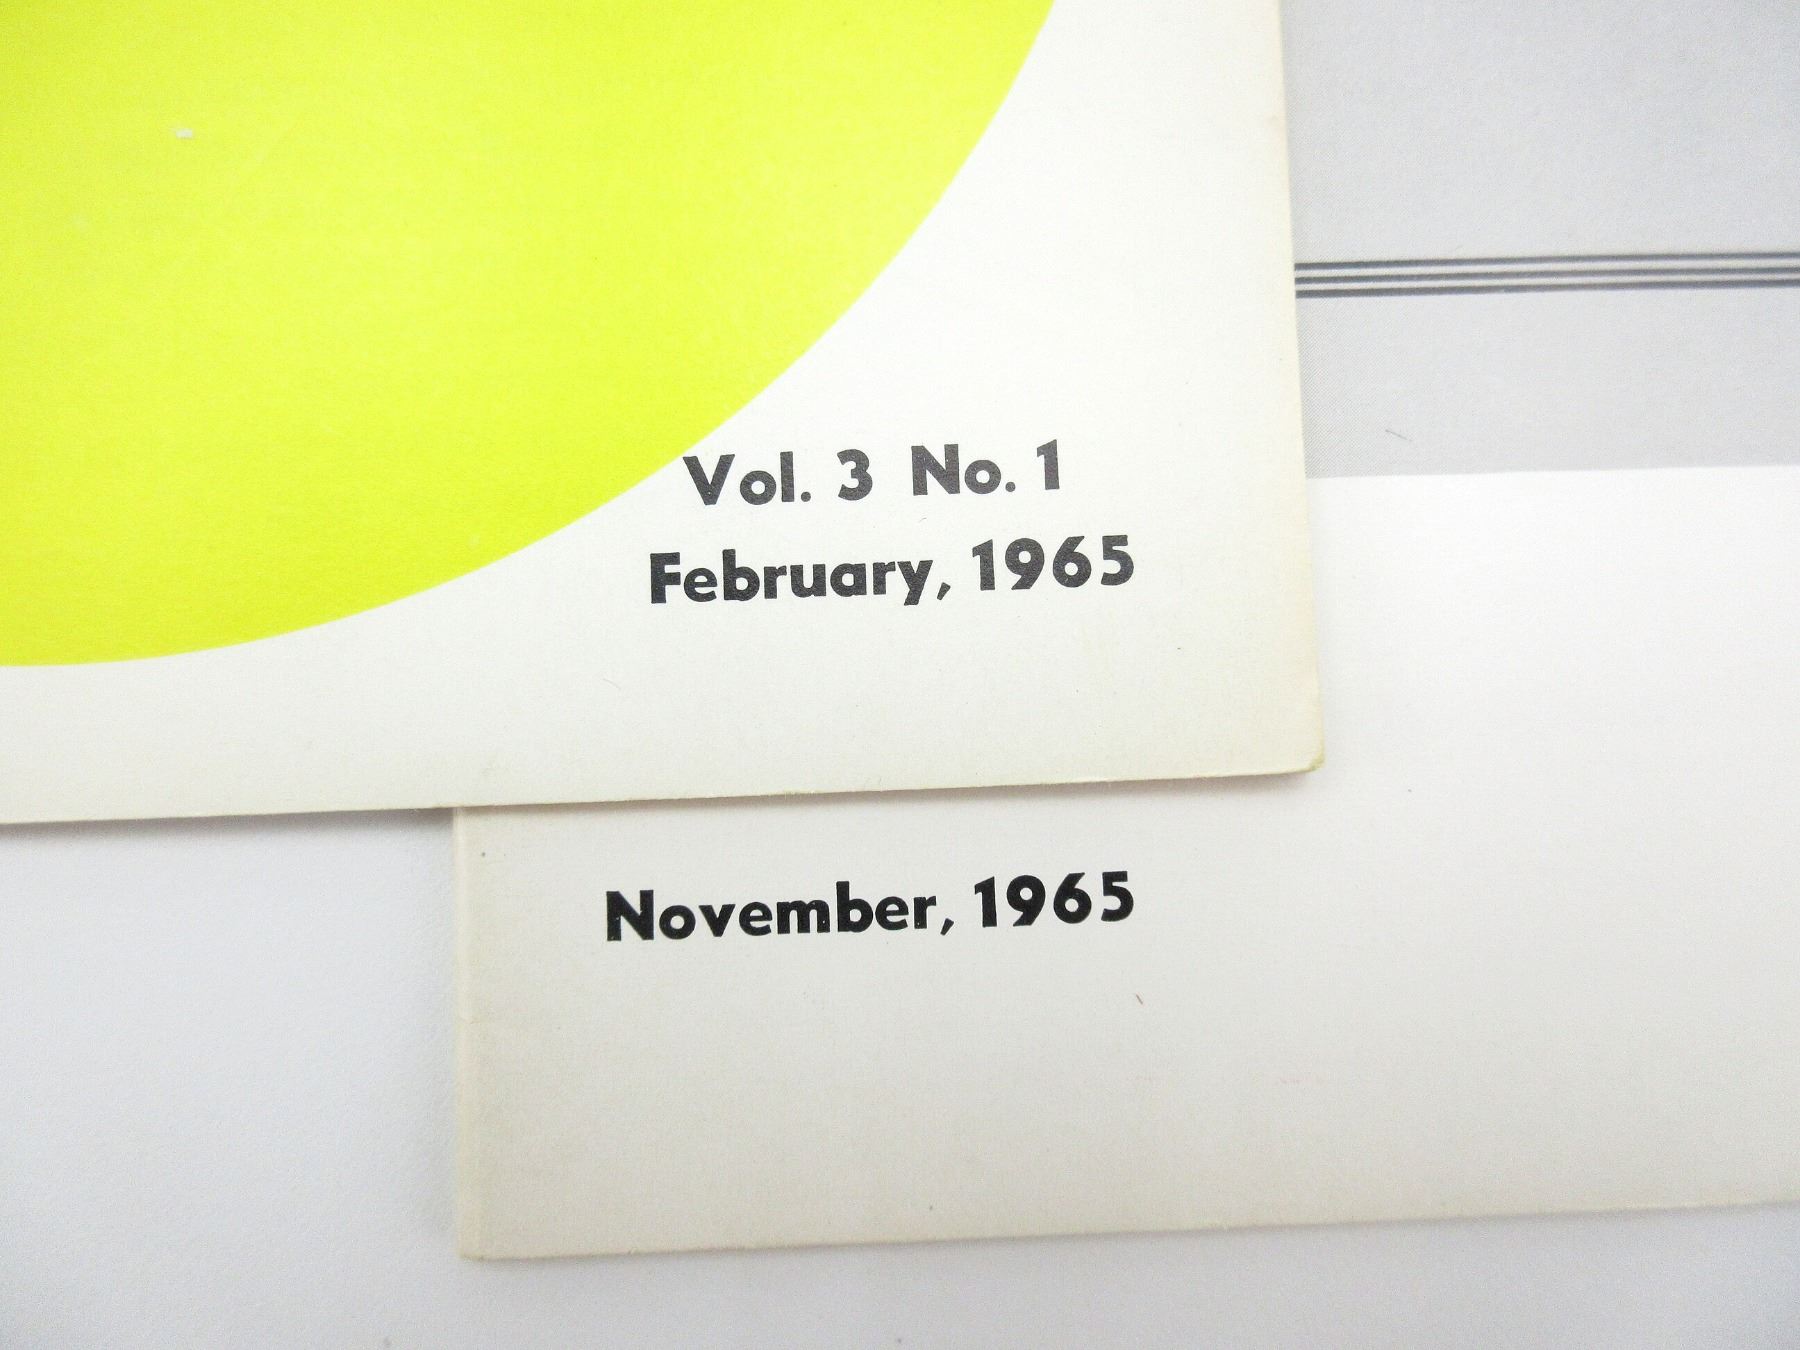 Vol. 3 No. 1
February, 1965
November, 1965